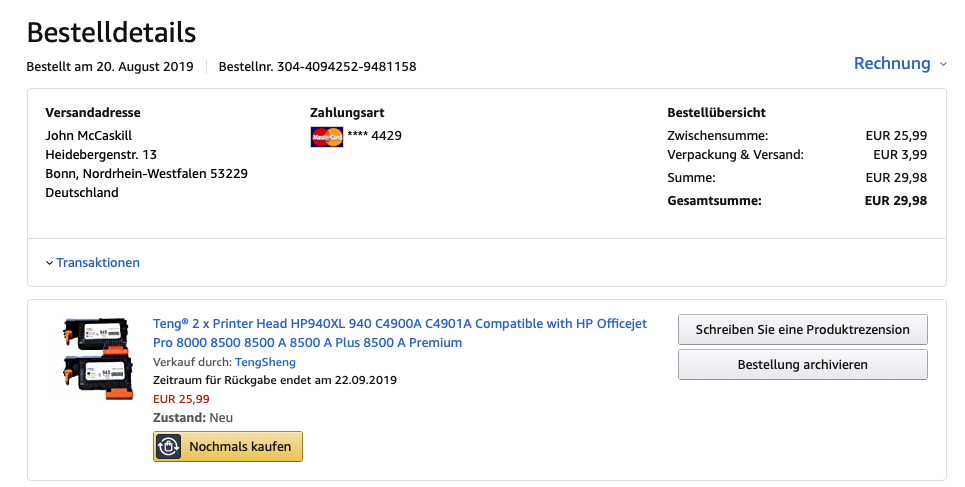 Bestelldetails
Bestellt am 20. August 2019 Bestellnr. 304-4094252-9481158
Rechnung
Versandadresse
John McCaskill
Heidebergenstr. 13
Bonn, Nordrhein-Westfalen 53229
Deutschland
Zahlungsart
MasterCard **** 4429
Bestellübersicht
Zwischensumme: EUR 25,99
Verpackung & Versand: EUR 3,99
Summe: EUR 29,98
Gesamtsumme: EUR 29,98
Transaktionen
Teng® 2 x Printer Head HP940XL 940 C4900A C4901A Compatible with HP Officejet
Pro 8000 8500 8500 A 8500 A Plus 8500 A Premium
Verkauf durch: TengSheng
Zeitraum für Rückgabe endet am 22.09.2019
EUR 25,99
Zustand: Neu
Nochmals kaufen
Schreiben Sie eine Produktrezension
Bestellung archivieren